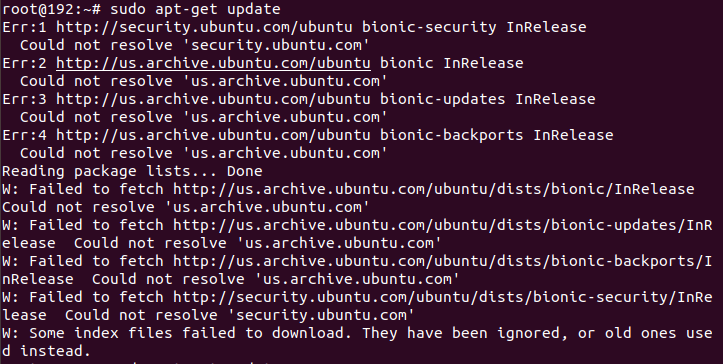 root@192:~# sudo apt-get update
Err:1 http://security.ubuntu.com/ubuntu bionic-security InRelease
  Could not resolve 'security.ubuntu.com'
Err:2 http://us.archive.ubuntu.com/ubuntu bionic InRelease
  Could not resolve 'us.archive.ubuntu.com'
Err:3 http://us.archive.ubuntu.com/ubuntu bionic-updates InRelease
  Could not resolve 'us.archive.ubuntu.com'
Err:4 http://us.archive.ubuntu.com/ubuntu bionic-backports InRelease
  Could not resolve 'us.archive.ubuntu.com'
Reading package lists... Done
W: Failed to fetch http://us.archive.ubuntu.com/ubuntu/dists/bionic/InRelease
Could not resolve 'us.archive.ubuntu.com'
W: Failed to fetch http://us.archive.ubuntu.com/ubuntu/dists/bionic-updates/InR
elease  Could not resolve 'us.archive.ubuntu.com'
W: Failed to fetch http://us.archive.ubuntu.com/ubuntu/dists/bionic-backports/I
nRelease  Could not resolve 'us.archive.ubuntu.com'
W: Failed to fetch http://security.ubuntu.com/ubuntu/dists/bionic-security/InRe
lease  Could not resolve 'security.ubuntu.com'
W: Some index files failed to download. They have been ignored, or old ones use
d instead.